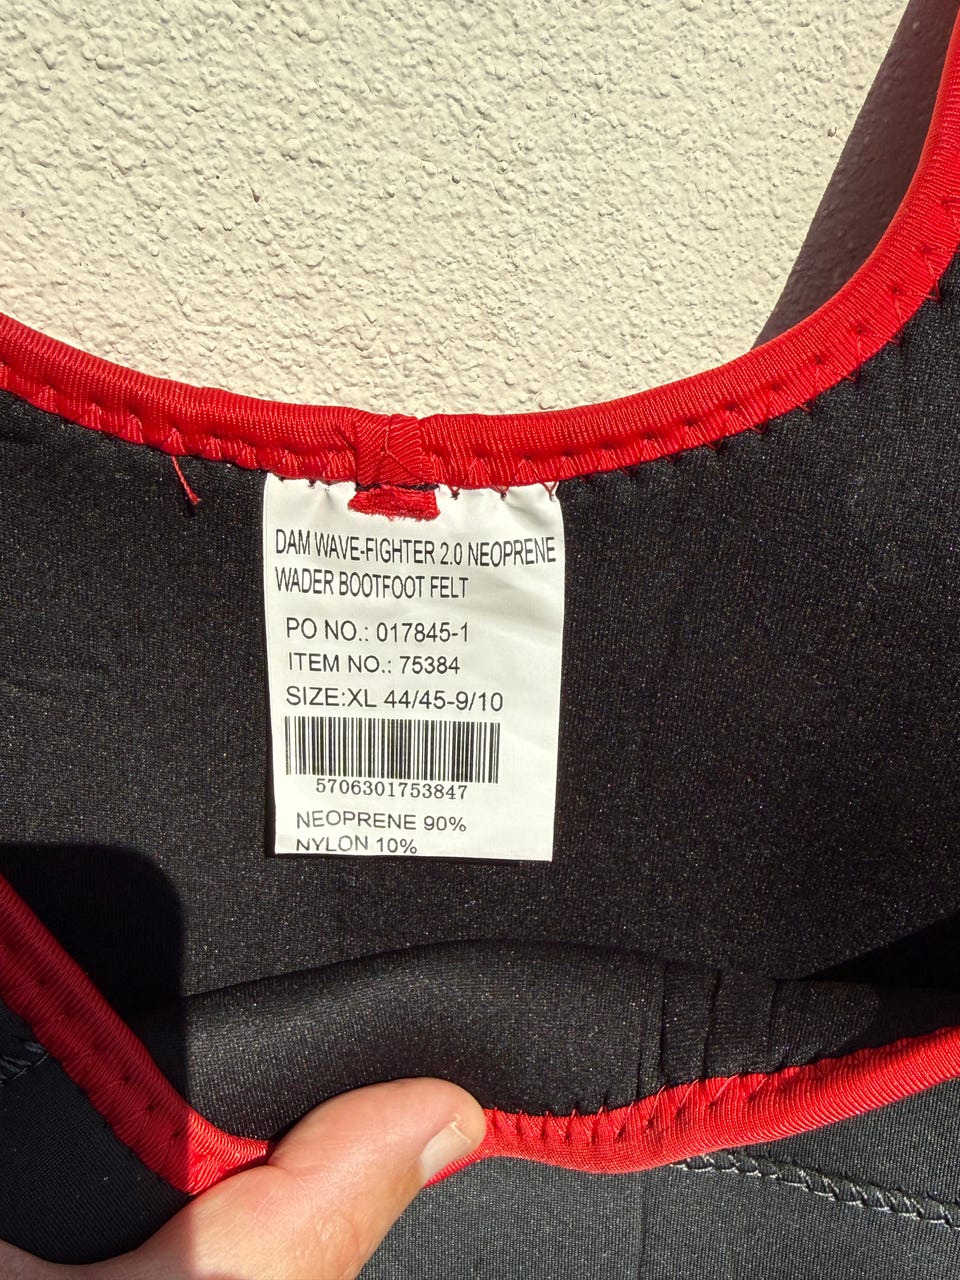 DAM WAVE-FIGHTER 2.0 NEOPRENE
WADER BOOTFOOT FELT
PO NO.: 017845-1
ITEM NO.: 75384
SIZE:XL 44/45-9/10
5706301753847
NEOPRENE 90%
NYLON 10%